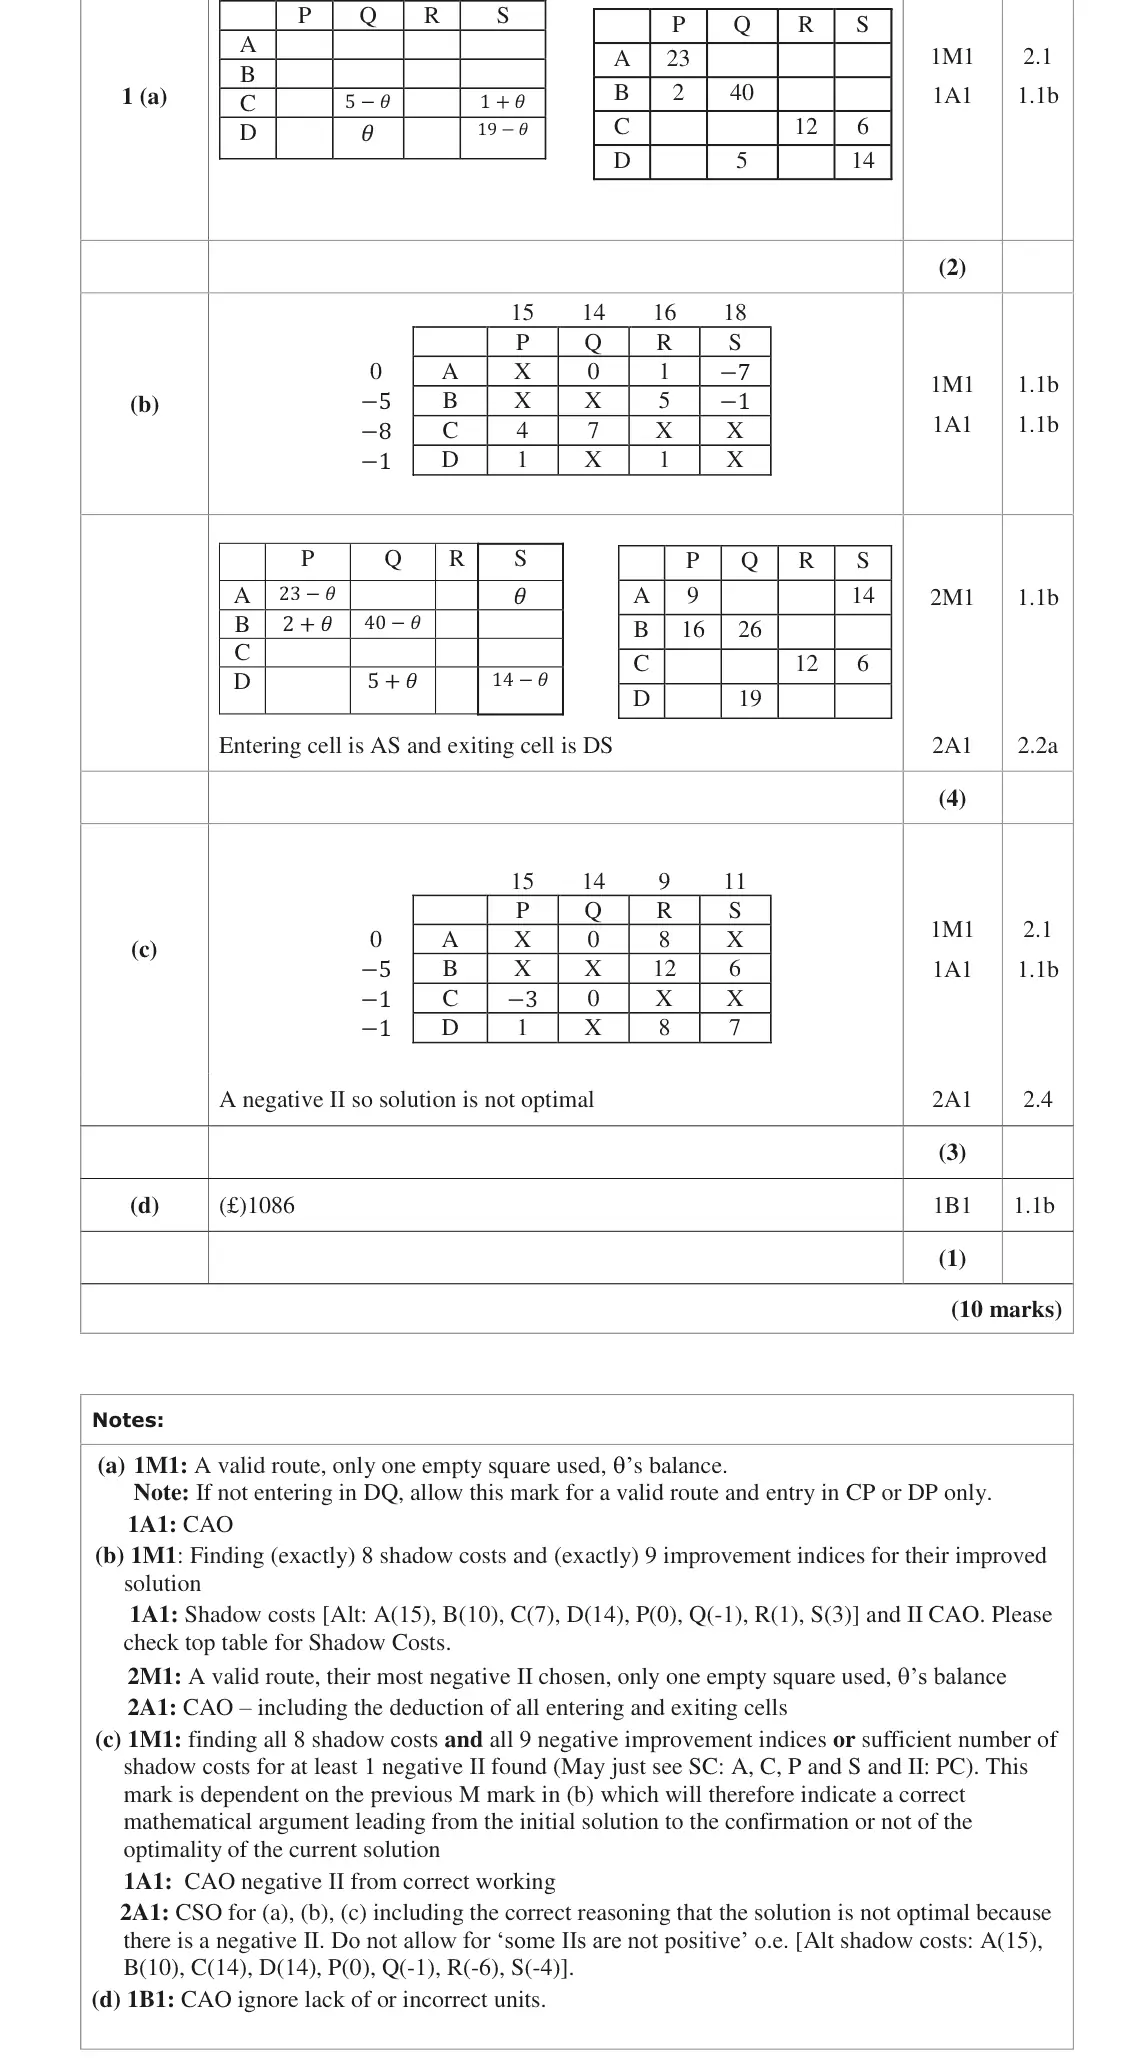 P Q R S
A
B
C 5 − θ 1 + θ
D θ 19 − θ
P Q R S
A 23
B 2 40
C 12 6
D 5 14
1 (a)
1M1 2.1
1A1 1.1b
(2)
15 14 16 18
P Q R S
0 A X 0 1 −7
−5 B X X 5 −1
−8 C 4 7 X X
−1 D 1 X 1 X
(b)
1M1 1.1b
1A1 1.1b
P Q R S
A 23 − θ θ
B 2 + θ 40 − θ
C
D 5 + θ 14 − θ
P Q R S
A 9 14
B 16 26
C 12 6
D 19
2M1 1.1b
Entering cell is AS and exiting cell is DS 2A1 2.2a
(4)
15 14 9 11
P Q R S
0 A X 0 8 X
−5 B X X 12 6
−1 C −3 0 X X
−1 D 1 X 8 7
(c)
1M1 2.1
1A1 1.1b
A negative II so solution is not optimal 2A1 2.4
(3)
(d) (£)1086 1B1 1.1b
(1)
(10 marks)
Notes:
(a) 1M1: A valid route, only one empty square used, θ’s balance.
Note: If not entering in DQ, allow this mark for a valid route and entry in CP or DP only.
1A1: CAO
(b) 1M1: Finding (exactly) 8 shadow costs and (exactly) 9 improvement indices for their improved
solution
1A1: Shadow costs [Alt: A(15), B(10), C(7), D(14), P(0), Q(-1), R(1), S(3)] and II CAO. Please
check top table for Shadow Costs.
2M1: A valid route, their most negative II chosen, only one empty square used, θ’s balance
2A1: CAO – including the deduction of all entering and exiting cells
(c) 1M1: finding all 8 shadow costs and all 9 negative improvement indices or sufficient number of
shadow costs for at least 1 negative II found (May just see SC: A, C, P and S and II: PC). This
mark is dependent on the previous M mark in (b) which will therefore indicate a correct
mathematical argument leading from the initial solution to the confirmation or not of the
optimality of the current solution
1A1: CAO negative II from correct working
2A1: CSO for (a), (b), (c) including the correct reasoning that the solution is not optimal because
there is a negative II. Do not allow for ‘some IIs are not positive’ o.e. [Alt shadow costs: A(15),
B(10), C(14), D(14), P(0), Q(-1), R(-6), S(-4)].
(d) 1B1: CAO ignore lack of or incorrect units.